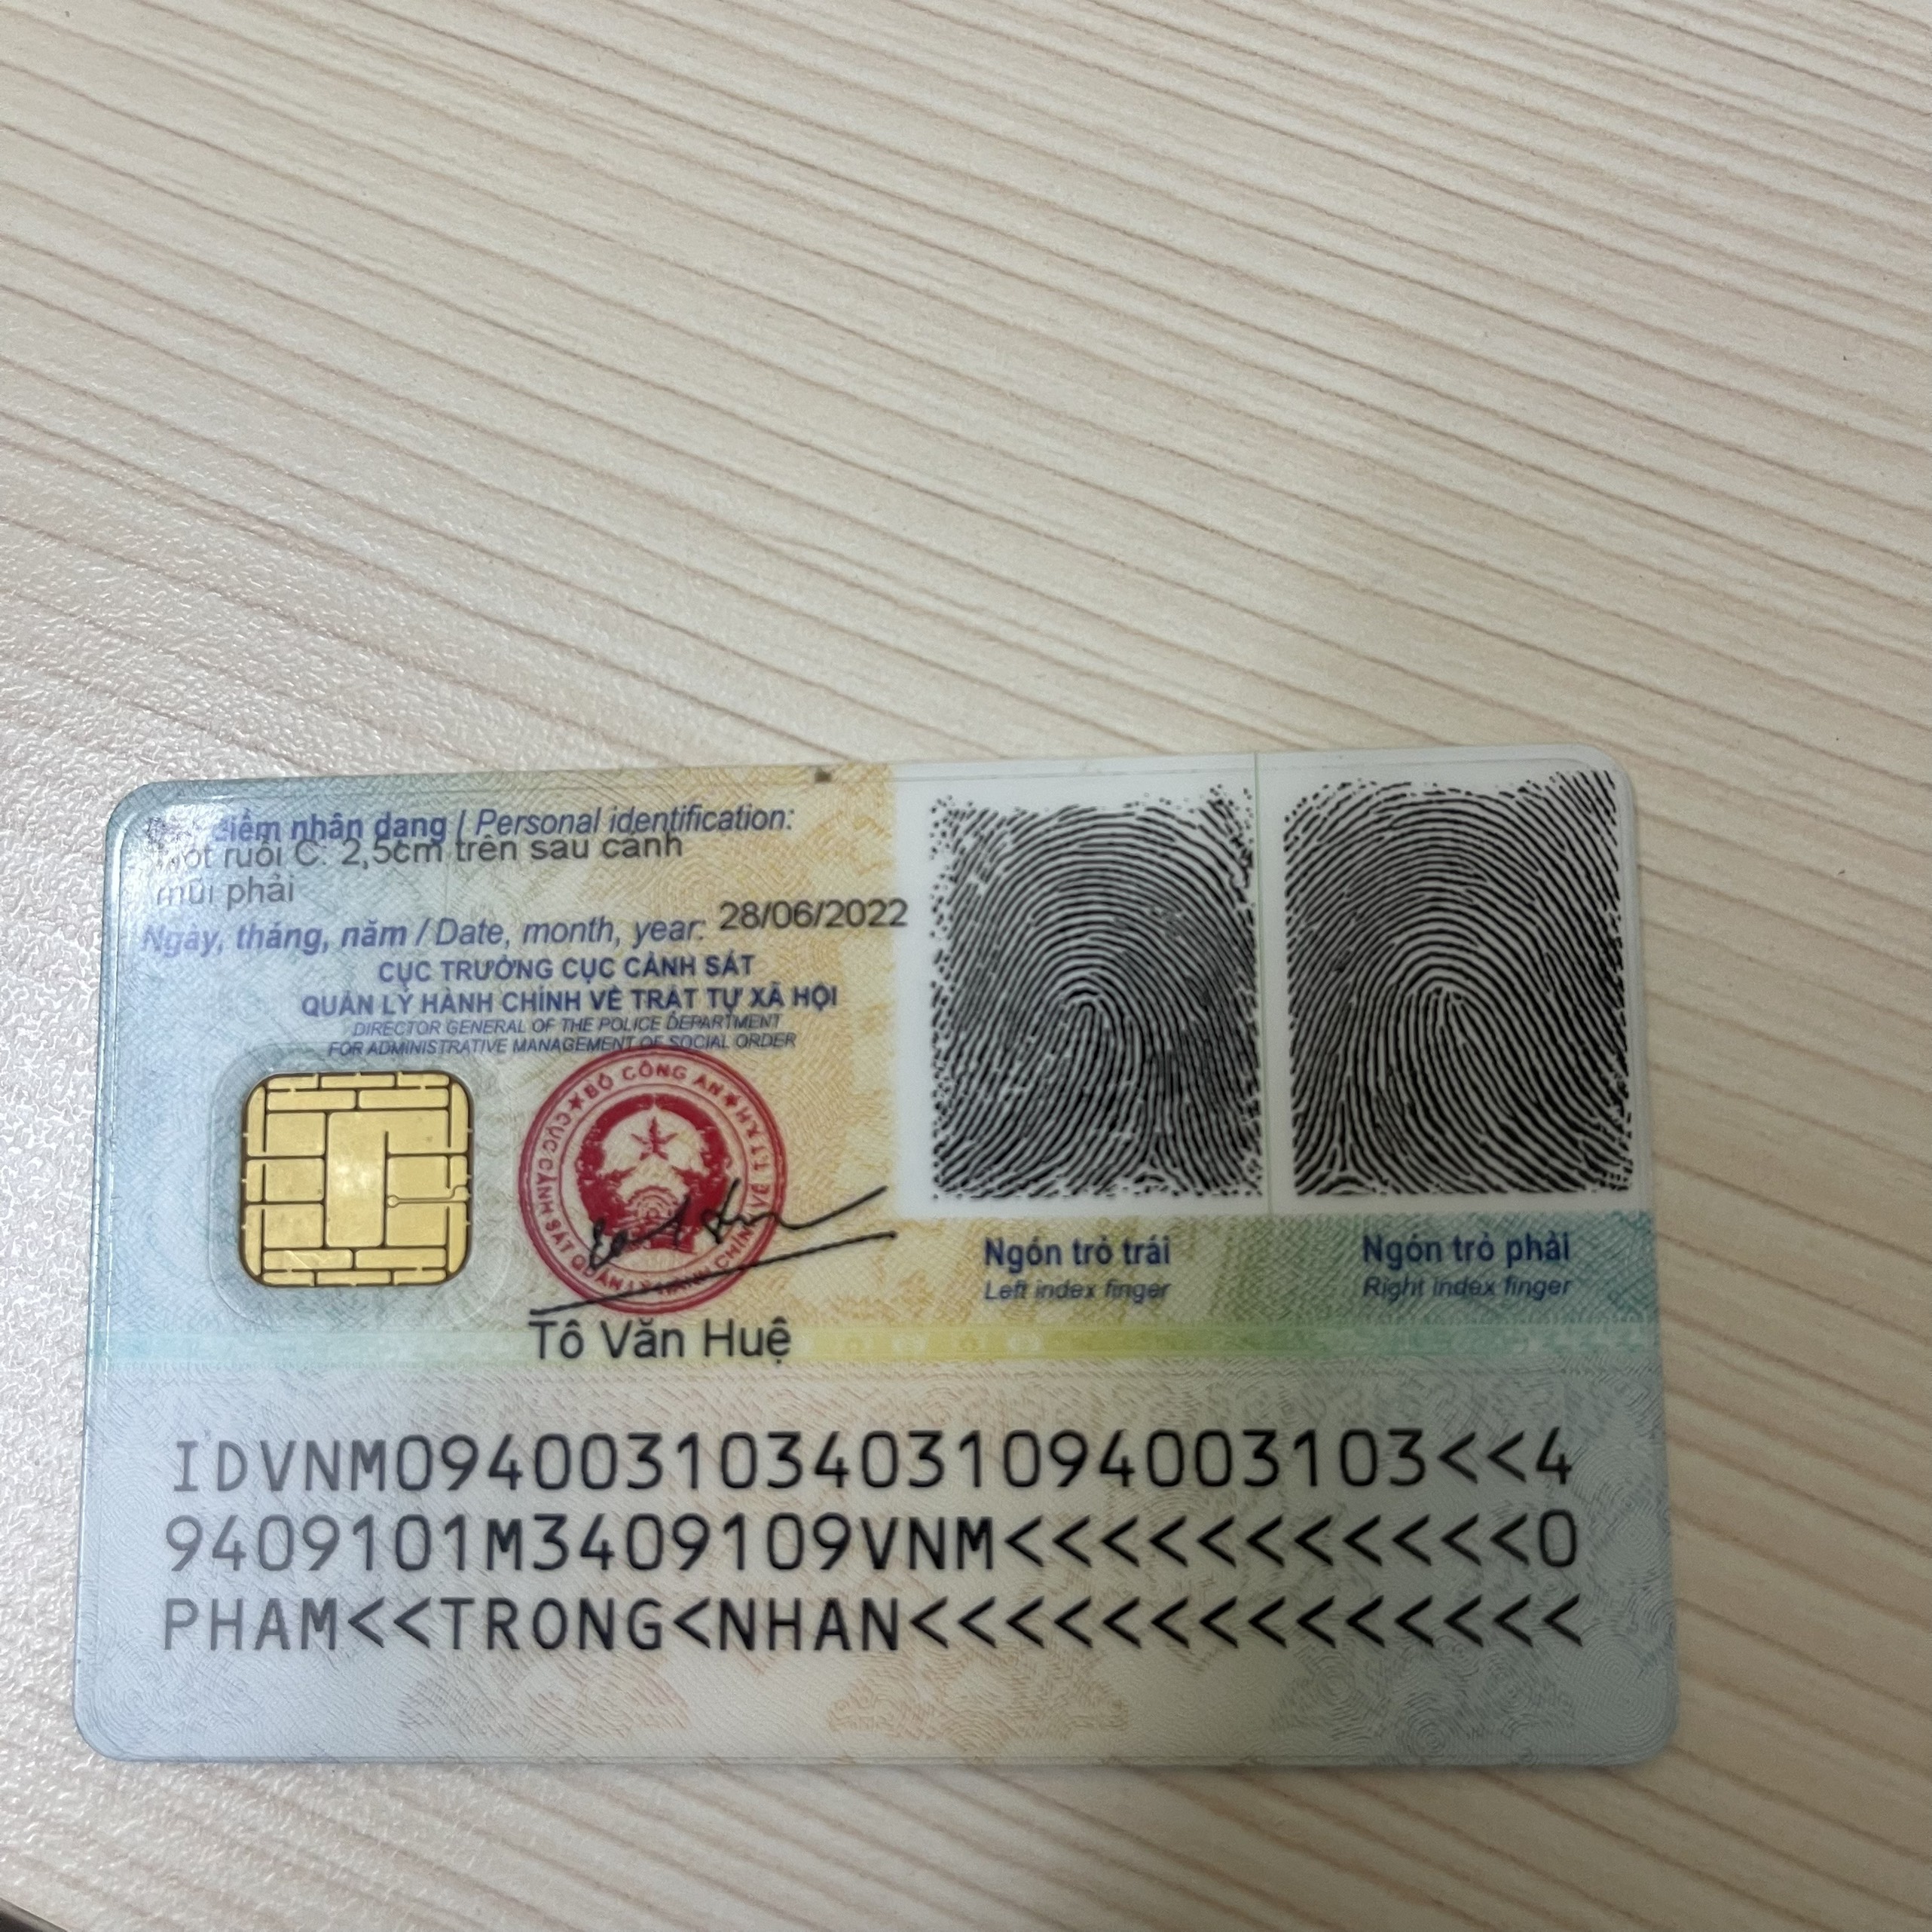 điểm nhân dạng / Personal identification:
Nốt ruồi C: 2,5cm trên sau cánh
mũi phải
Ngày, tháng, năm / Date, month, year: 28/06/2022
CỤC TRƯỞNG CỤC CẢNH SÁT
QUẢN LÝ HÀNH CHÍNH VỀ TRẬT TỰ XÃ HỘI
DIRECTOR GENERAL OF THE POLICE DEPARTMENT
FOR ADMINISTRATIVE MANAGEMENT OF SOCIAL ORDER
BỘ CÔNG AN
CỤC CẢNH SÁT QUẢN LÝ HÀNH CHÍNH VỀ TTXH
Tô Văn Huệ
Ngón trỏ trái
Left index finger
Ngón trỏ phải
Right index finger
IDVNM0940031034031094003103<<4
9409101M3409109VNM<<<<<<<<<<<0
PHAM<<TRONG<NHAN<<<<<<<<<<<<<<